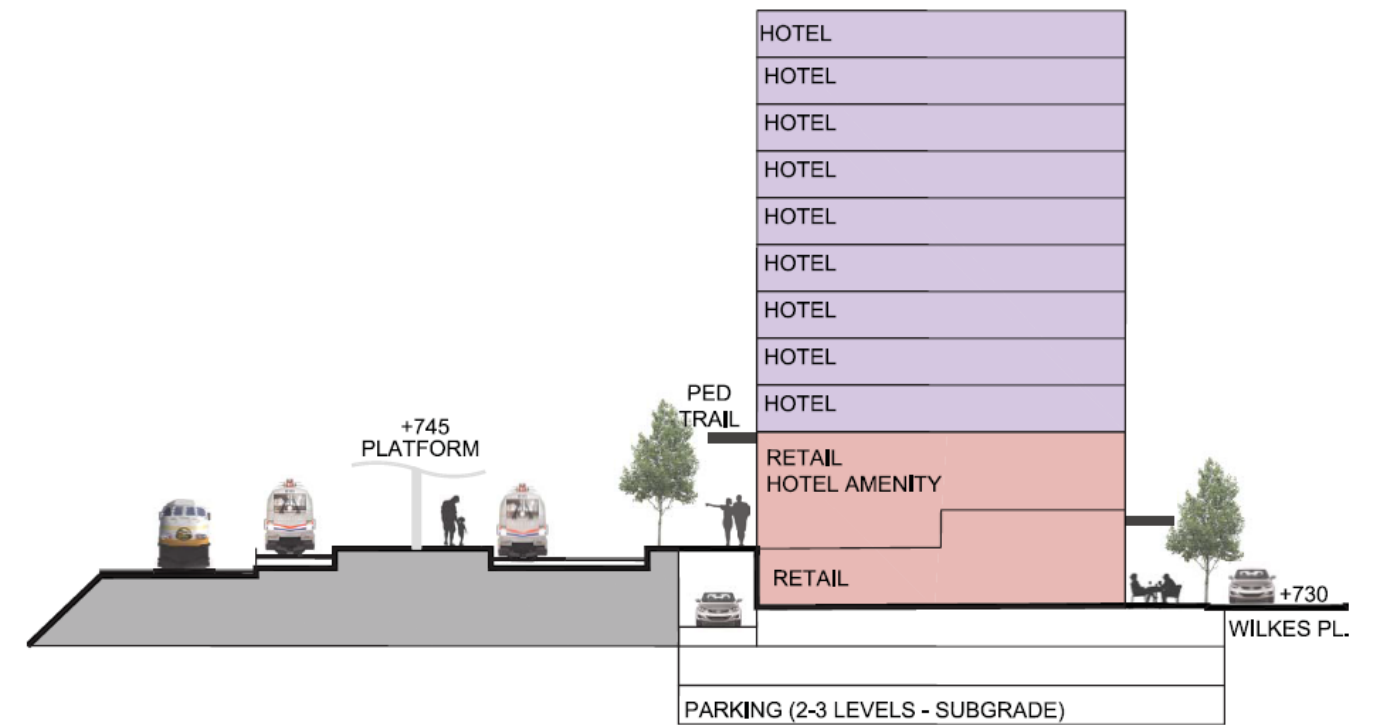 HOTEL
HOTEL
HOTEL
HOTEL
HOTEL
HOTEL
HOTEL
HOTEL
PED
TRAIL
HOTEL
+745
PLATFORM
RETAIL
HOTEL AMENITY
RETAIL
+730
WILKES PL.
PARKING (2-3 LEVELS - SUBGRADE)